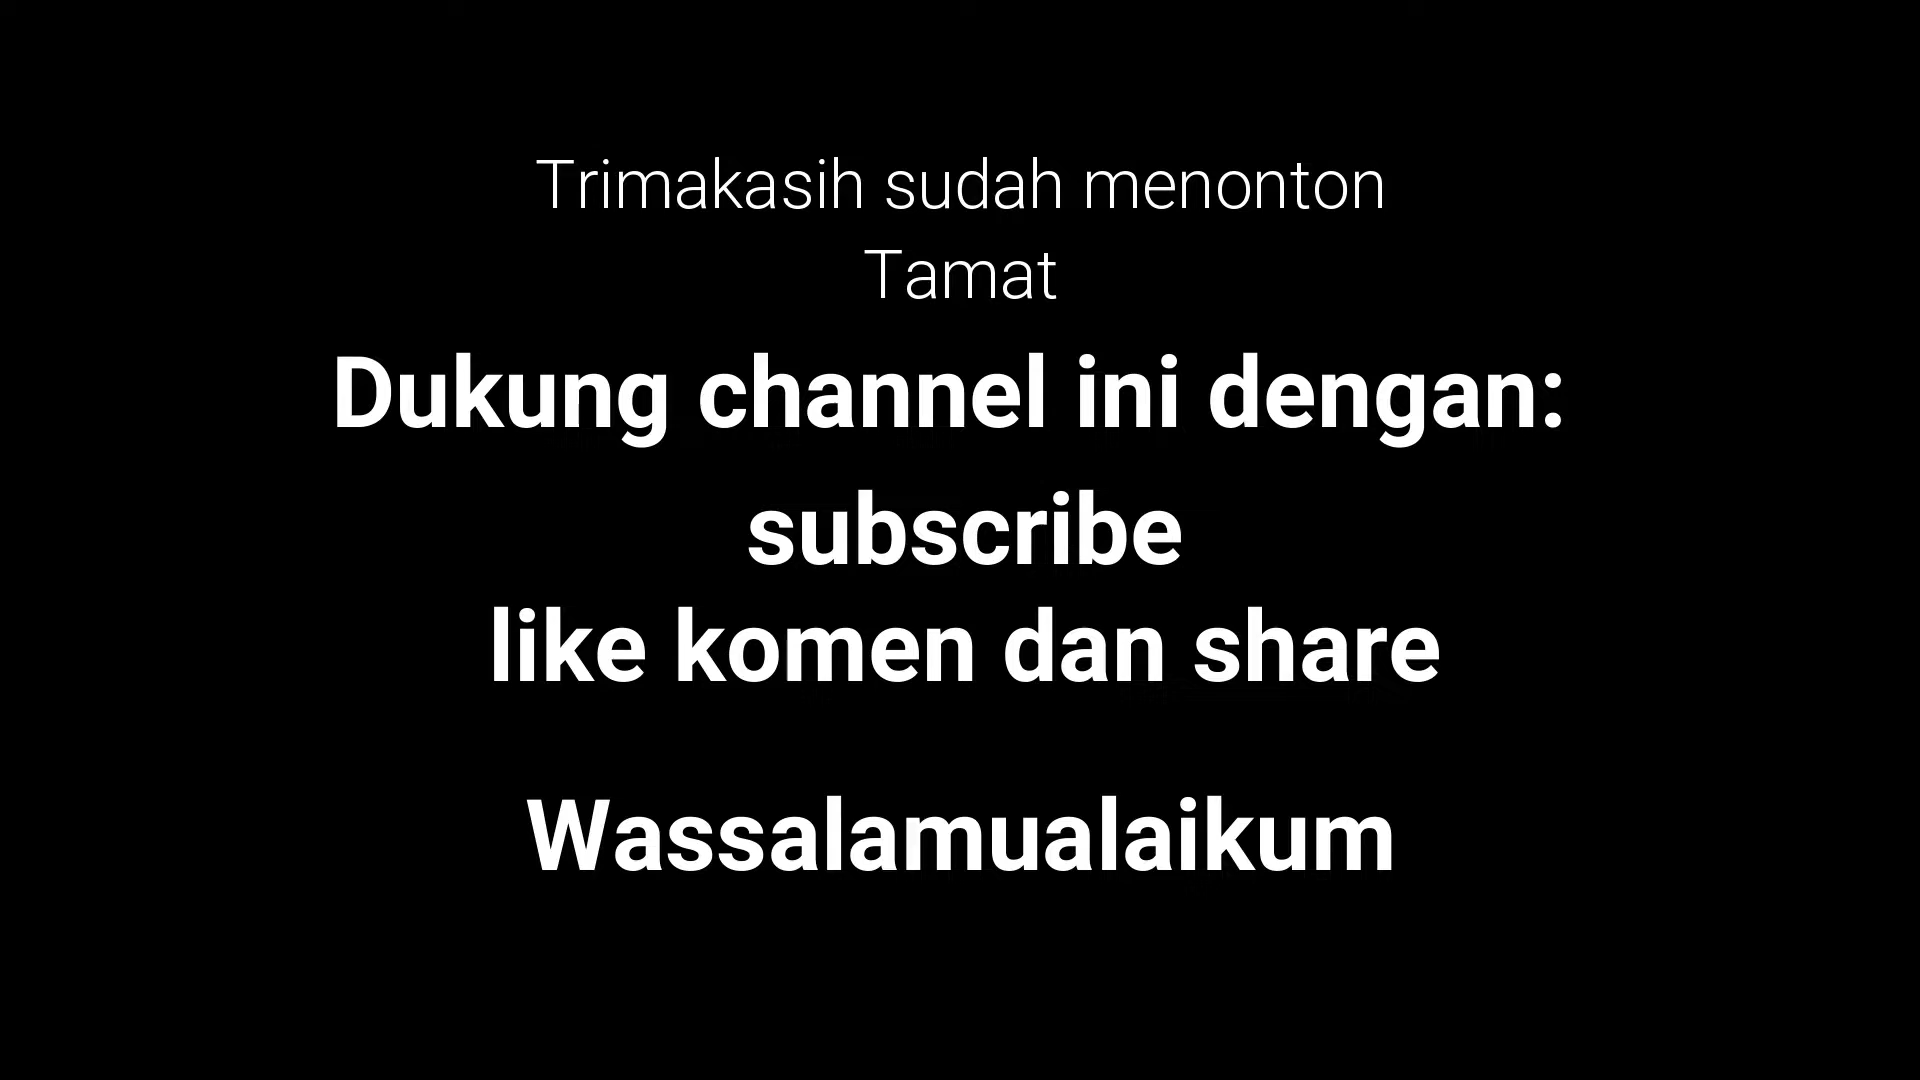 Trimakasih sudah menonton
Tamat
Dukung channel ini dengan:
subscribe
like komen dan share
Wassalamualaikum